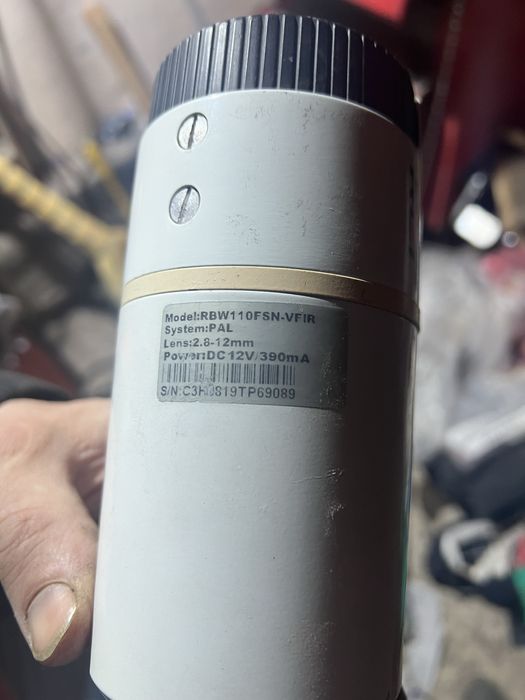 Model:RBW110FSN-VFIR
System:PAL
Lens:2.8-12mm
Power:DC12V/390mA